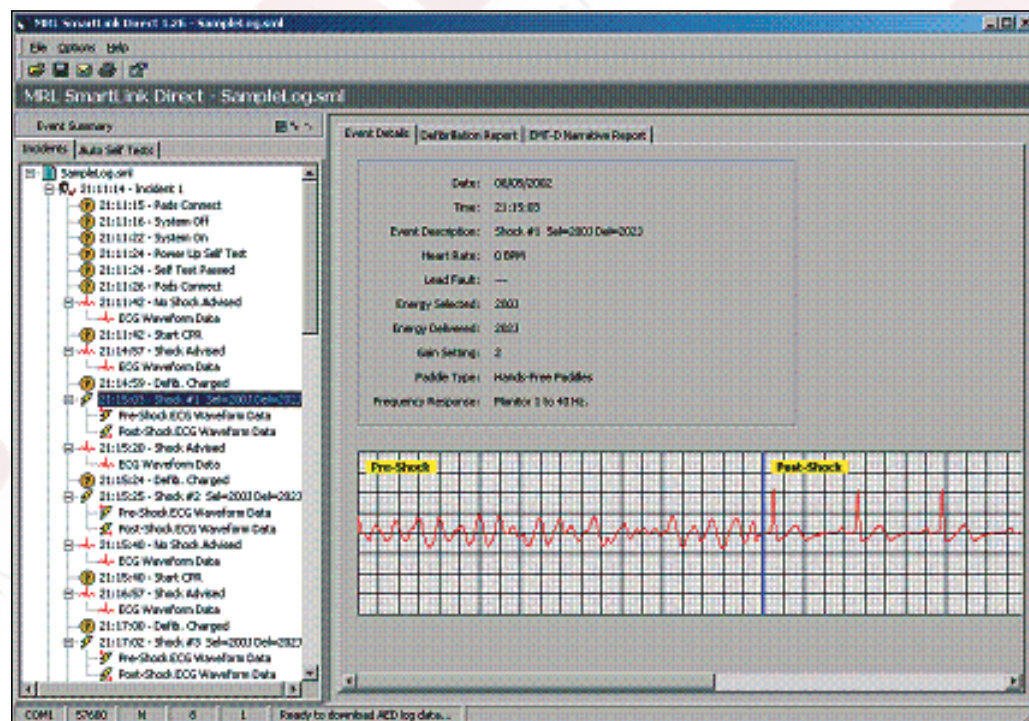 MRL SmartLink Direct 1.26 - SampleLog.sml
File Options Help
MRL SmartLink Direct - SampleLog.sml
Event Summary
Incidents Auto Self Tests
SampleLog.sml
21:11:14 - Incident 1
21:11:15 - Pads Connect
21:11:16 - System Off
21:11:22 - System On
21:11:24 - Power Up Self Test
21:11:24 - Self Test Passed
21:11:26 - Pads Connect
21:11:42 - No Shock Advised
ECG Waveform Data
21:11:42 - Start CPR
21:14:57 - Shock Advised
ECG Waveform Data
21:14:59 - Defib. Charged
21:15:03 - Shock #1 Sel=200J Del=202J
Pre-Shock ECG Waveform Data
Post-Shock ECG Waveform Data
21:15:20 - Shock Advised
ECG Waveform Data
21:15:24 - Defib. Charged
21:15:25 - Shock #2 Sel=200J Del=202J
Pre-Shock ECG Waveform Data
Post-Shock ECG Waveform Data
21:15:40 - No Shock Advised
ECG Waveform Data
21:15:40 - Start CPR
21:16:57 - Shock Advised
ECG Waveform Data
21:17:00 - Defib. Charged
21:17:02 - Shock #3 Sel=200J Del=202J
Pre-Shock ECG Waveform Data
Post-Shock ECG Waveform Data
Event Details Defibrillation Report EMT-D Narrative Report
Date:
Time: 21:15:03
Event Description: Shock #1 Sel=200J Del=202J
Heart Rate: 0 BPM
Lead Fault: ---
Energy Selected: 200J
Energy Delivered: 202J
Gain Setting: 2
Paddle Type: Hands-Free Paddles
Frequency Response: Monitor 1 to 40 Hz.
Pre-Shock Post-Shock
COM1 57600 N 8 1 Ready to download AED log data...